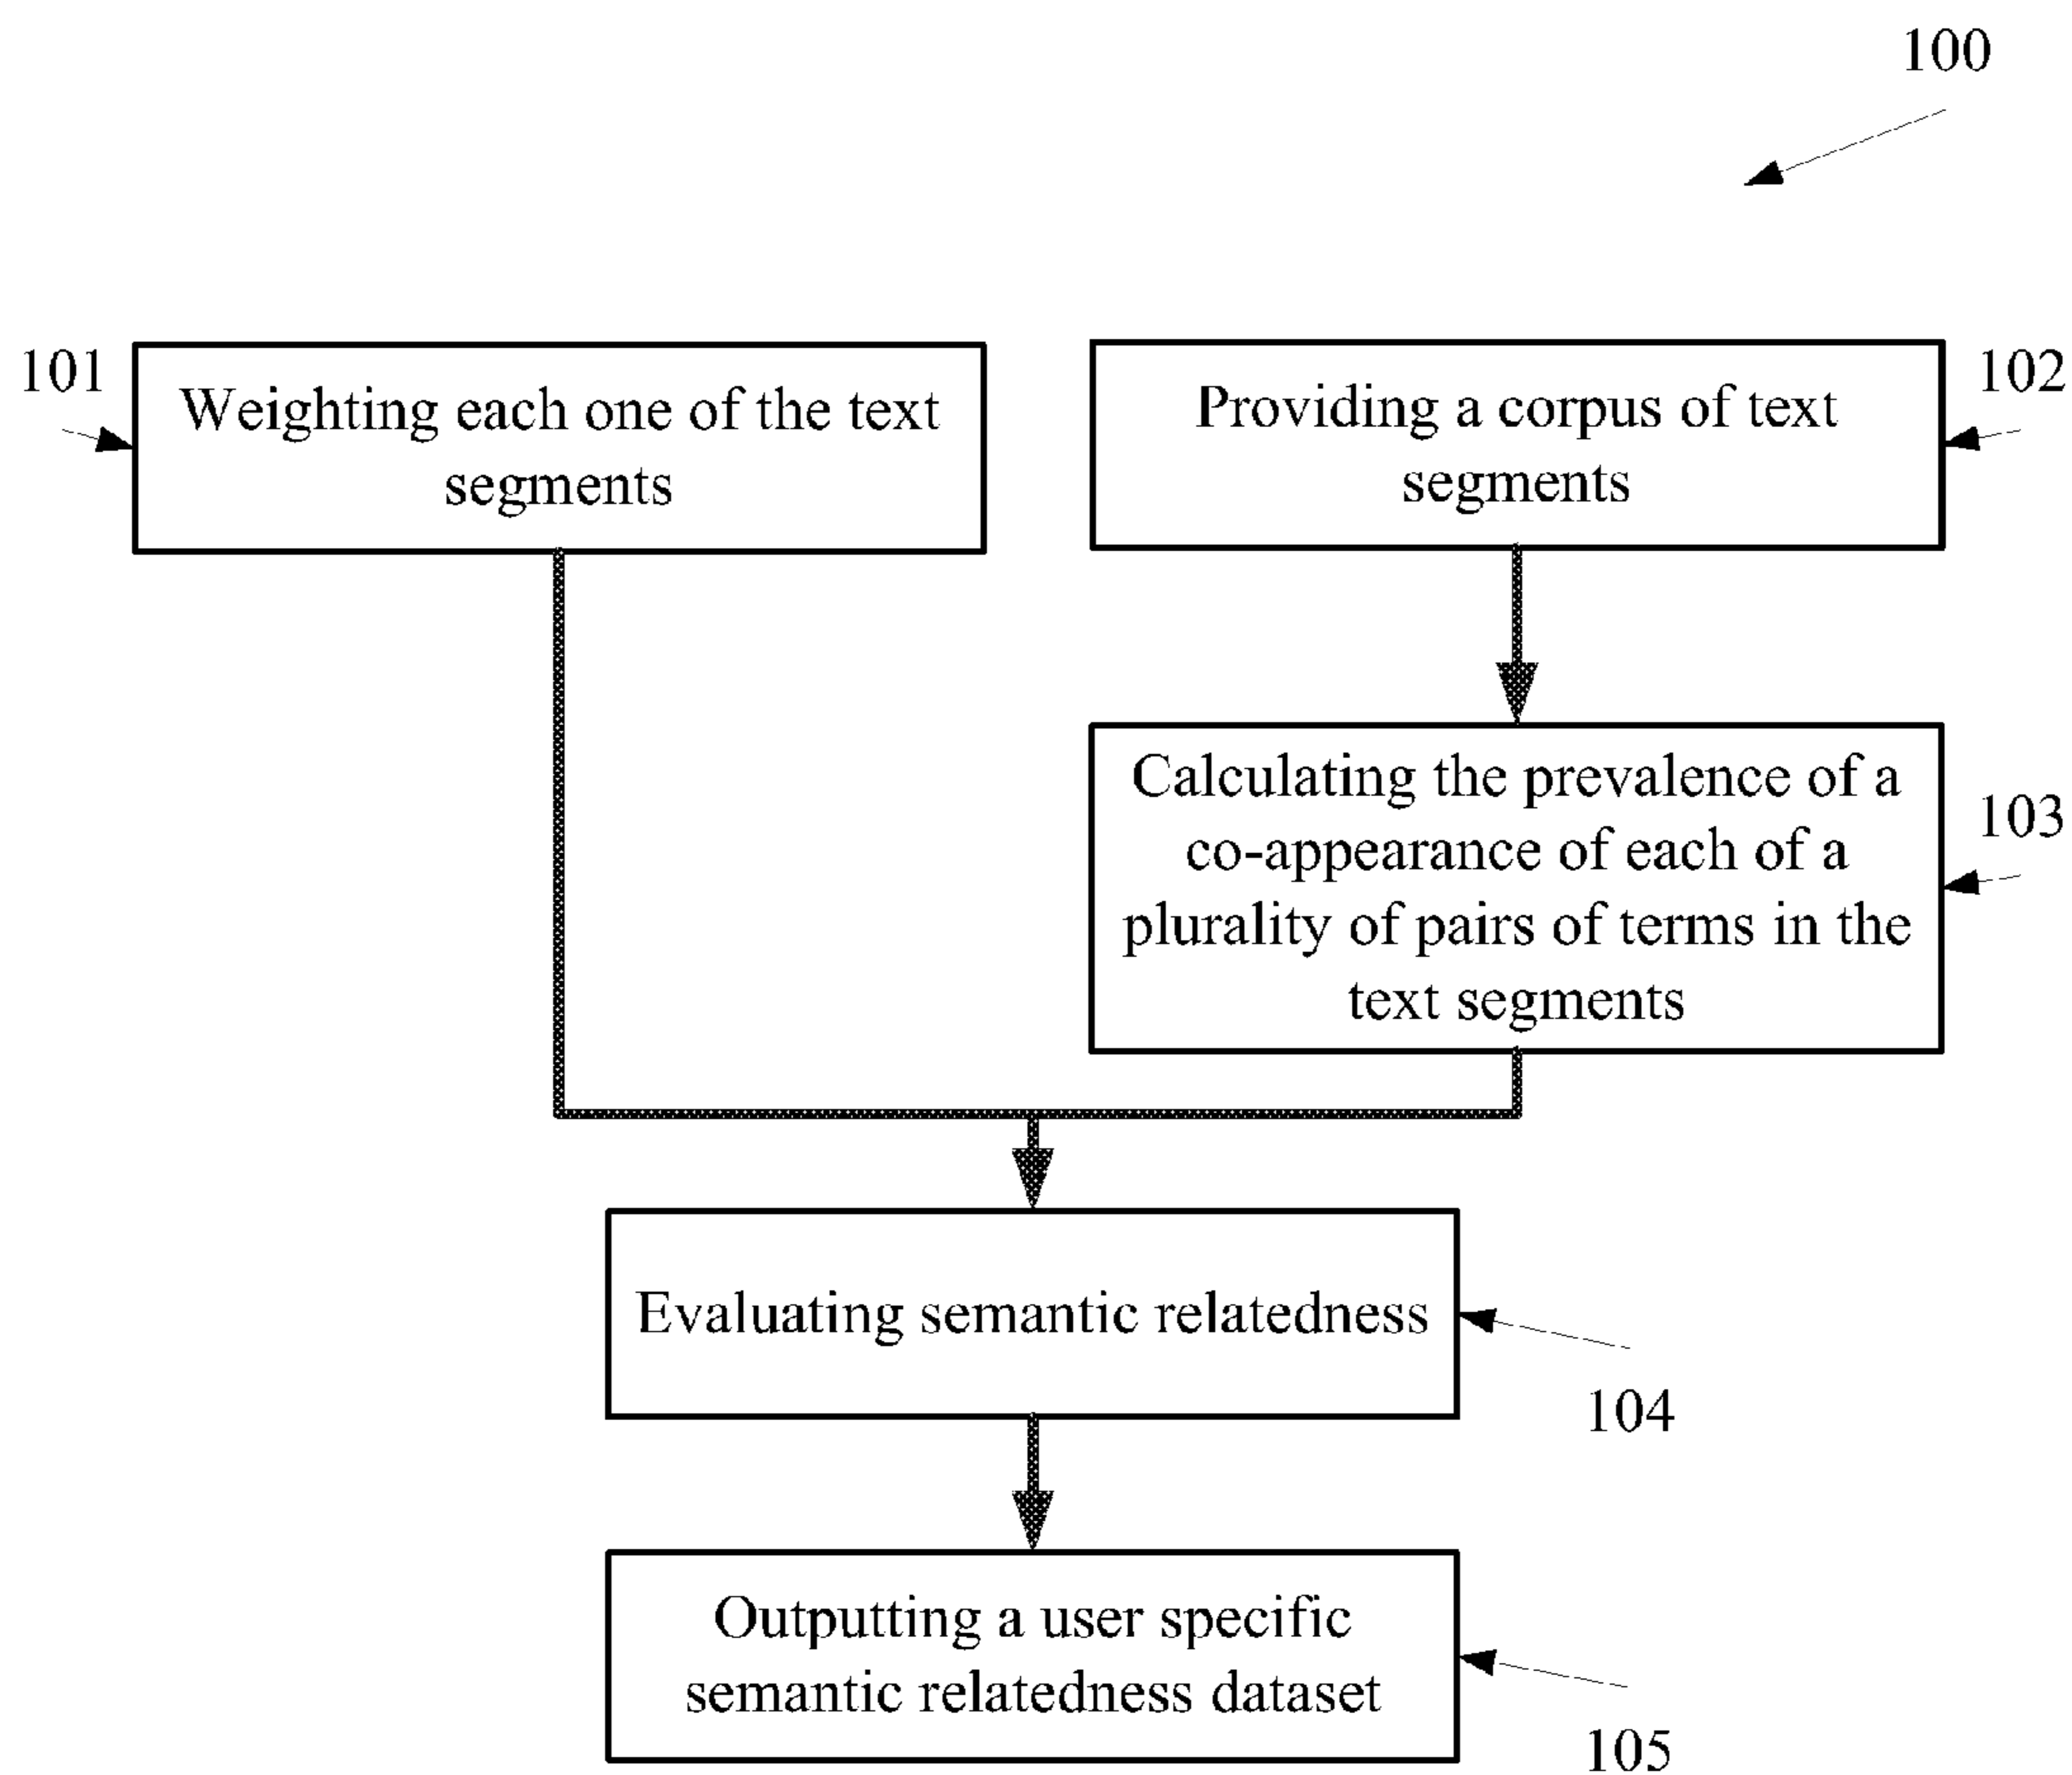 100
101
Weighting each one of the text
segments
102
Providing a corpus of text
segments
103
Calculating the prevalence of a
co-appearance of each of a
plurality of pairs of terms in the
text segments
Evaluating semantic relatedness
104
Outputting a user specific
semantic relatedness dataset
105